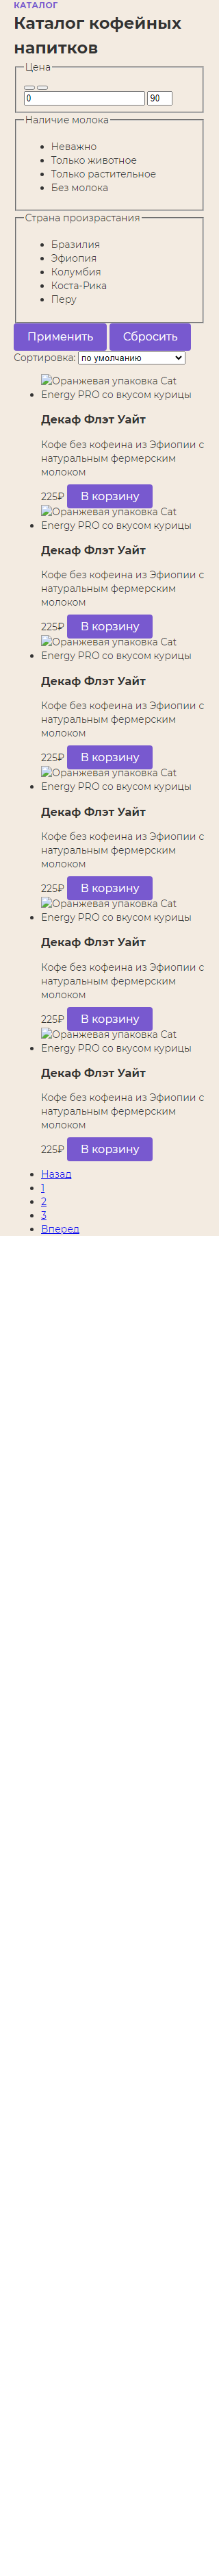 КАТАЛОГ
Каталог кофейных
напитков
Цена
0 90
Наличие молока
Неважно
Только животное
Только растительное
Без молока
Страна произрастания
Бразилия
Эфиопия
Колумбия
Коста-Рика
Перу
Применить Сбросить
Сортировка: по умолчанию
Оранжевая упаковка Cat
Energy PRO со вкусом курицы
Декаф Флэт Уайт
Кофе без кофеина из Эфиопии с
натуральным фермерским
молоком
225₽ В корзину
Оранжевая упаковка Cat
Energy PRO со вкусом курицы
Декаф Флэт Уайт
Кофе без кофеина из Эфиопии с
натуральным фермерским
молоком
225₽ В корзину
Оранжевая упаковка Cat
Energy PRO со вкусом курицы
Декаф Флэт Уайт
Кофе без кофеина из Эфиопии с
натуральным фермерским
молоком
225₽ В корзину
Оранжевая упаковка Cat
Energy PRO со вкусом курицы
Декаф Флэт Уайт
Кофе без кофеина из Эфиопии с
натуральным фермерским
молоком
225₽ В корзину
Оранжевая упаковка Cat
Energy PRO со вкусом курицы
Декаф Флэт Уайт
Кофе без кофеина из Эфиопии с
натуральным фермерским
молоком
225₽ В корзину
Оранжевая упаковка Cat
Energy PRO со вкусом курицы
Декаф Флэт Уайт
Кофе без кофеина из Эфиопии с
натуральным фермерским
молоком
225₽ В корзину
Назад
1
2
3
Вперед